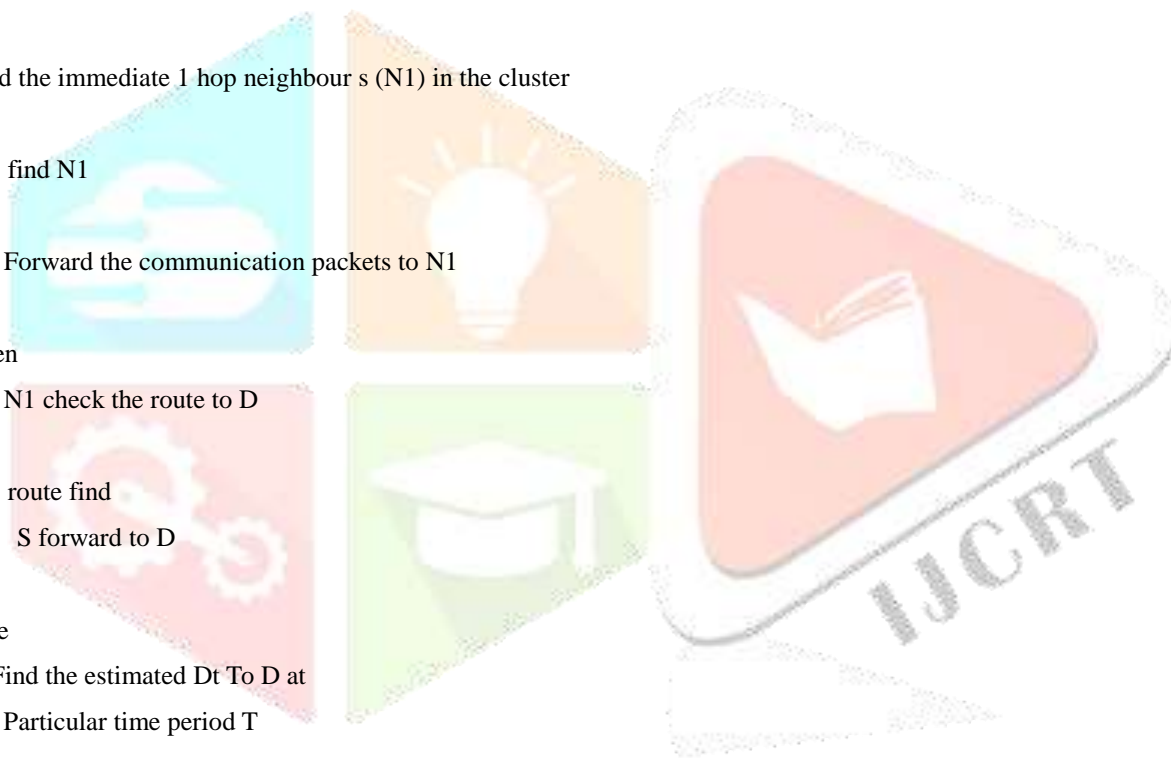 d the immediate 1 hop neighbour s (N1) in the cluster
find N1
Forward the communication packets to N1
en
N1 check the route to D
route find
S forward to D
e
Find the estimated Dt To D at
Particular time period T
IJCRT